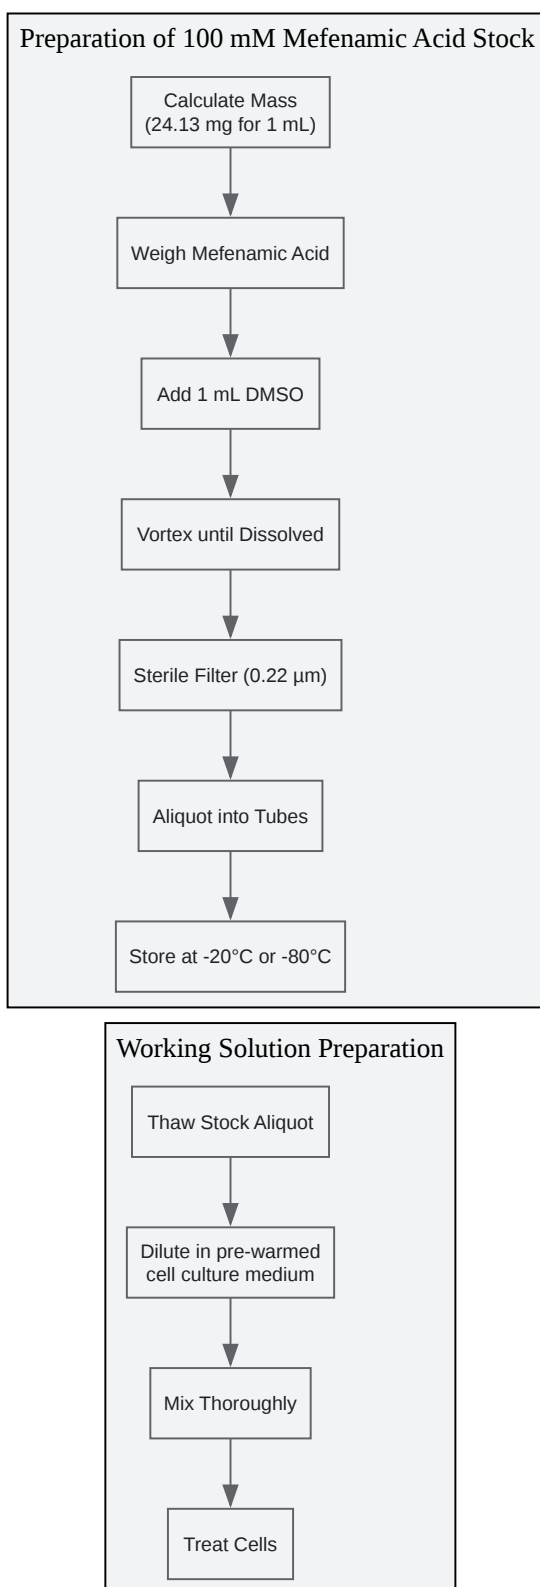 Preparation of 100 mM Mefenamic Acid Stock
Calculate Mass
(24.13 mg for 1 mL)
Weigh Mefenamic Acid
Add 1 mL DMSO
Vortex until Dissolved
Sterile Filter (0.22 µm)
Aliquot into Tubes
Store at -20°C or -80°C
Working Solution Preparation
Thaw Stock Aliquot
Dilute in pre-warmed
cell culture medium
Mix Thoroughly
Treat Cells